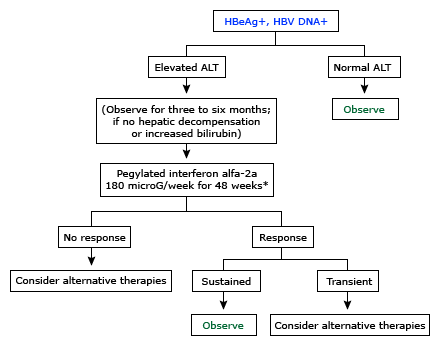 HBeAg+, HBV DNA+
Elevated ALT
Normal ALT
(Observe for three to six months;
if no hepatic decompensation
or increased bilirubin)
Observe
Pegylated interferon alfa-2a
180 microG/week for 48 weeks*
No response
Response
Consider alternative therapies
Sustained
Transient
Observe
Consider alternative therapies